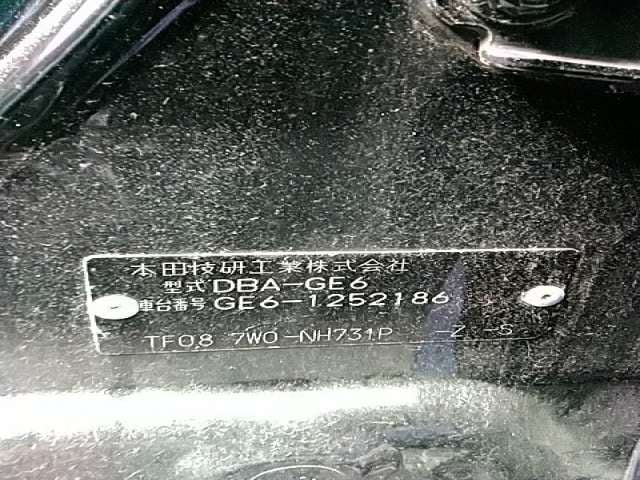 本田技研工業株式会社
型式 DBA-GE6
車台番号 GE6-1252186
TF08 7W0-NH731P -Z -S